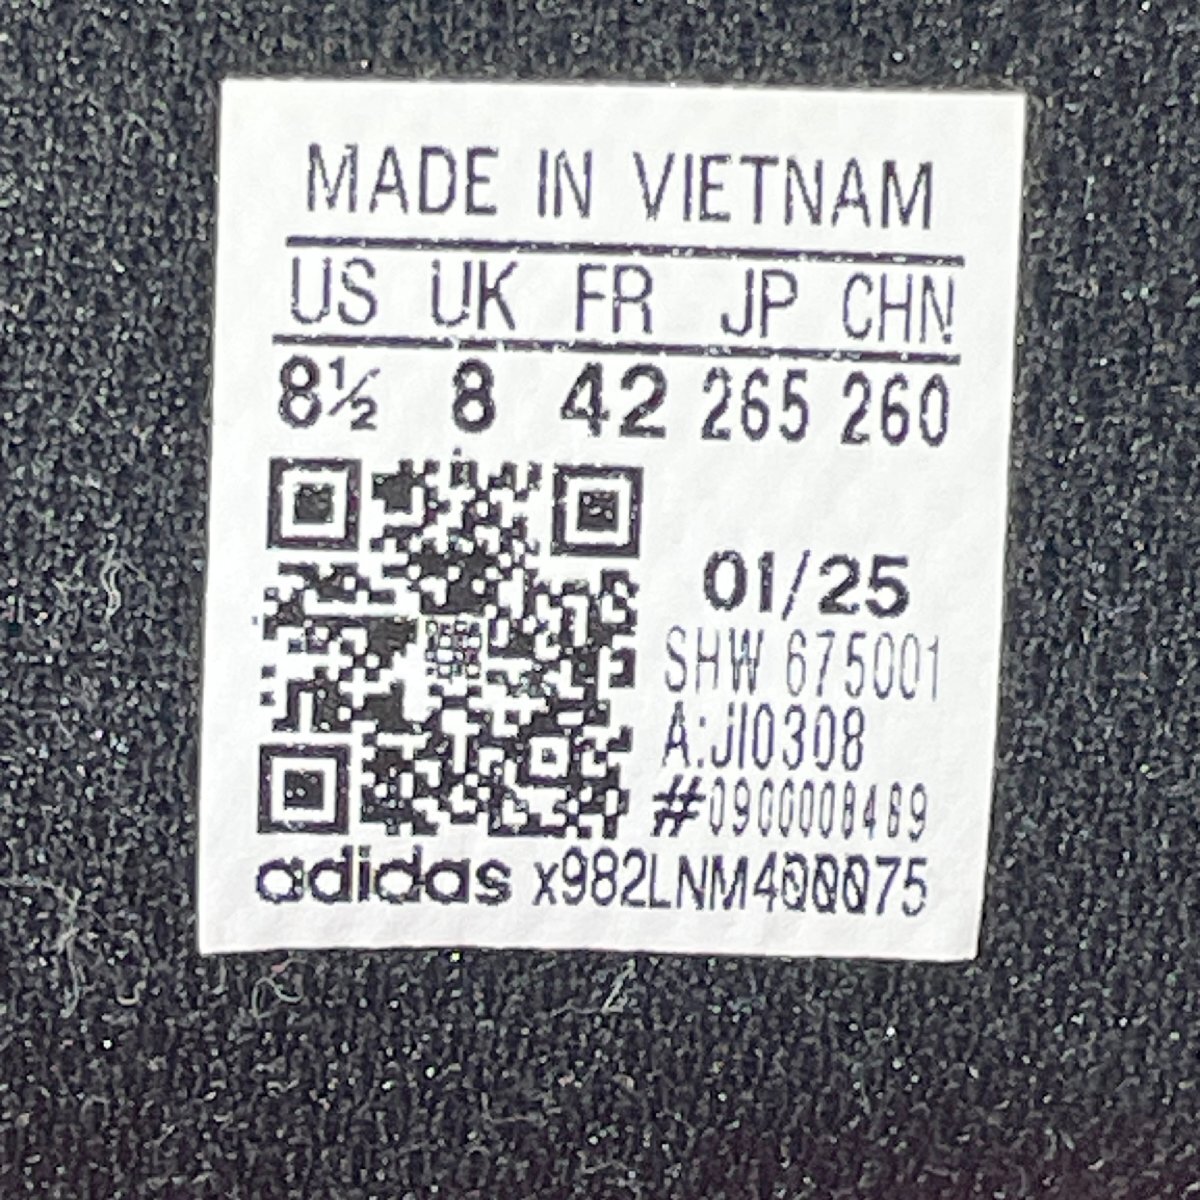 MADE IN VIETNAM
US UK FR JP CHN
8½ 8 42 265 260
01/25
SHW 675001
A:JI0308
#0900008489
adidas x982LNM400075